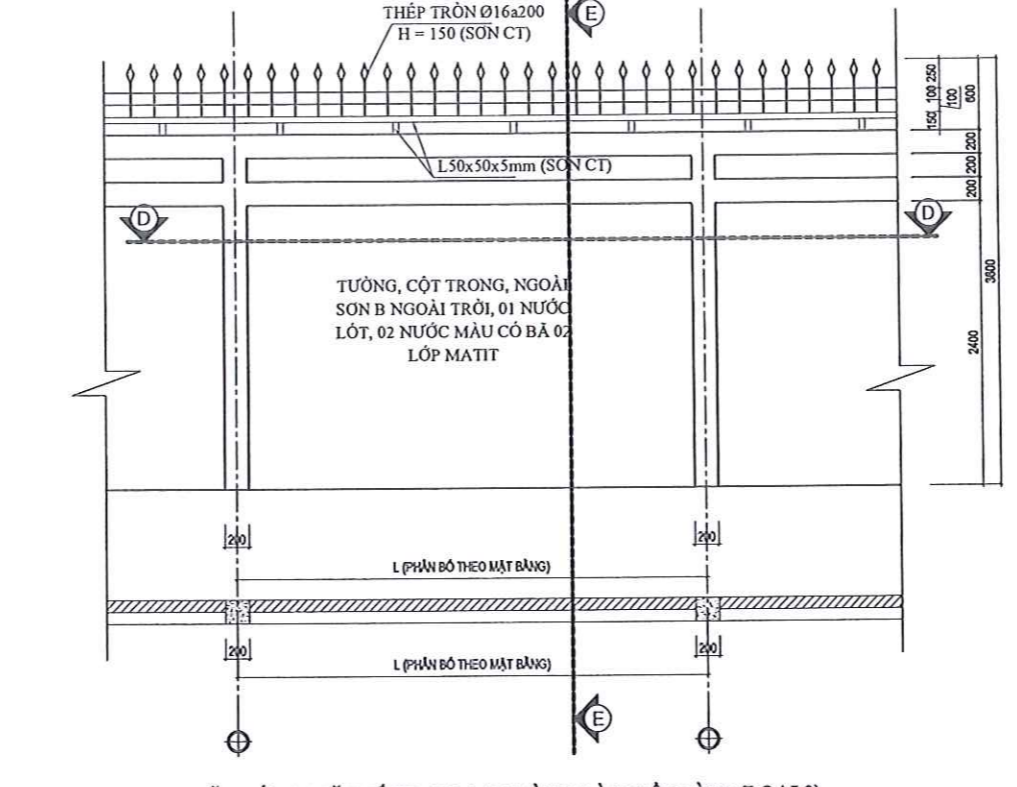 THÉP TRÒN Ø16a200
H = 150 (SƠN CT)
E
250
100
100
150
600
L50x50x5mm (SƠN CT)
200
200
200
D
D
TƯỜNG, CỘT TRONG, NGOÀI
SƠN B NGOÀI TRỜI, 01 NƯỚC
LÓT, 02 NƯỚC MÀU CÓ BÃ 02
LỚP MATIT
3600
2400
200
200
L (PHÂN BỐ THEO MẶT BẰNG)
200
200
L (PHÂN BỐ THEO MẶT BẰNG)
E